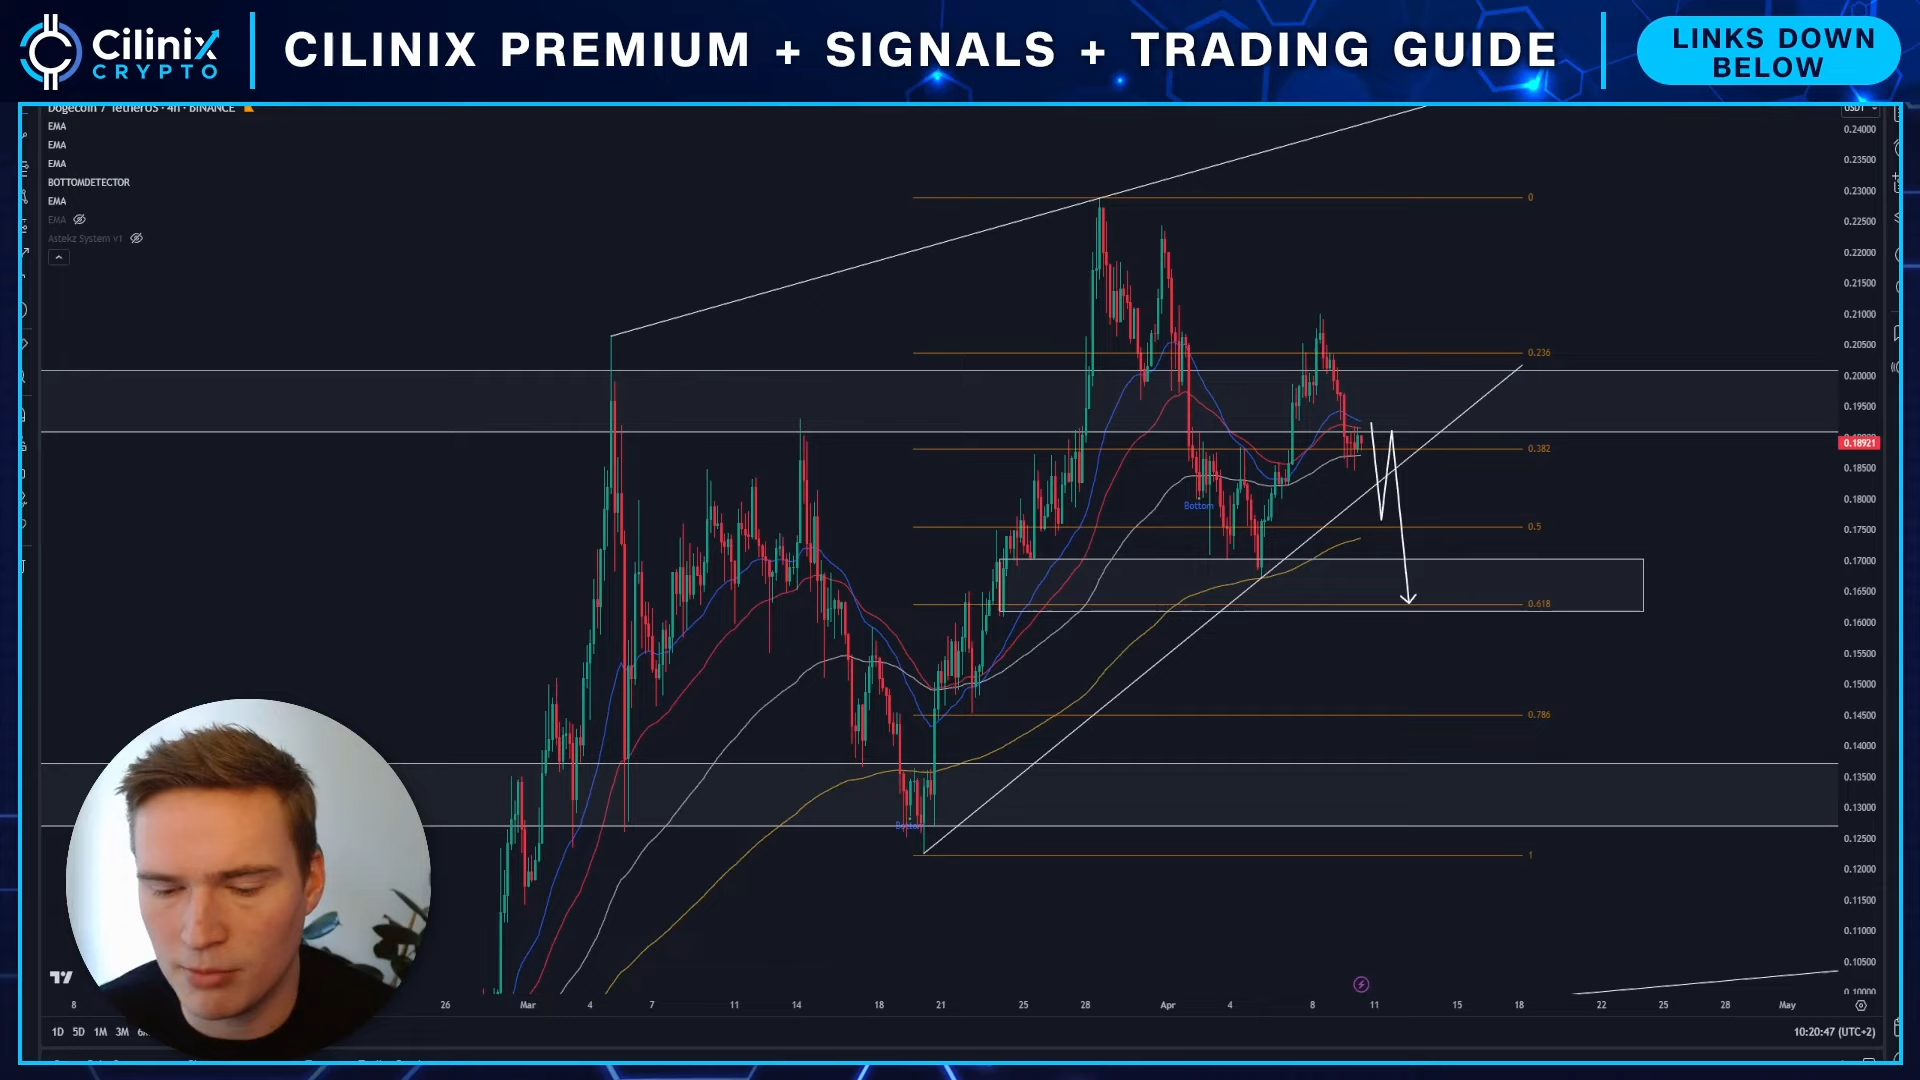 Cilinix
CRYPTO
CILINIX PREMIUM + SIGNALS + TRADING GUIDE
LINKS DOWN
BELOW
Dogecoin / TetherUS · 4h · BINANCE
USDT
EMA
EMA
EMA
BOTTOMDETECTOR
EMA
EMA
Astekz System v1
0.24000
0.23500
0.23000
0.22500
0.22000
0.21500
0.21000
0.20500
0.20000
0.19500
0.18921
0.18500
0.18000
0.17500
0.17000
0.16500
0.16000
0.15500
0.15000
0.14500
0.14000
0.13500
0.13000
0.12500
0.12000
0.11500
0.11000
0.10500
0.10000
0
0.236
0.382
0.5
0.618
0.786
1
Bottom
Bottom
8
26
Mar
4
7
11
14
18
21
25
28
Apr
4
8
11
15
18
22
25
28
May
1D 5D 1M 3M
10:20:47 (UTC+2)